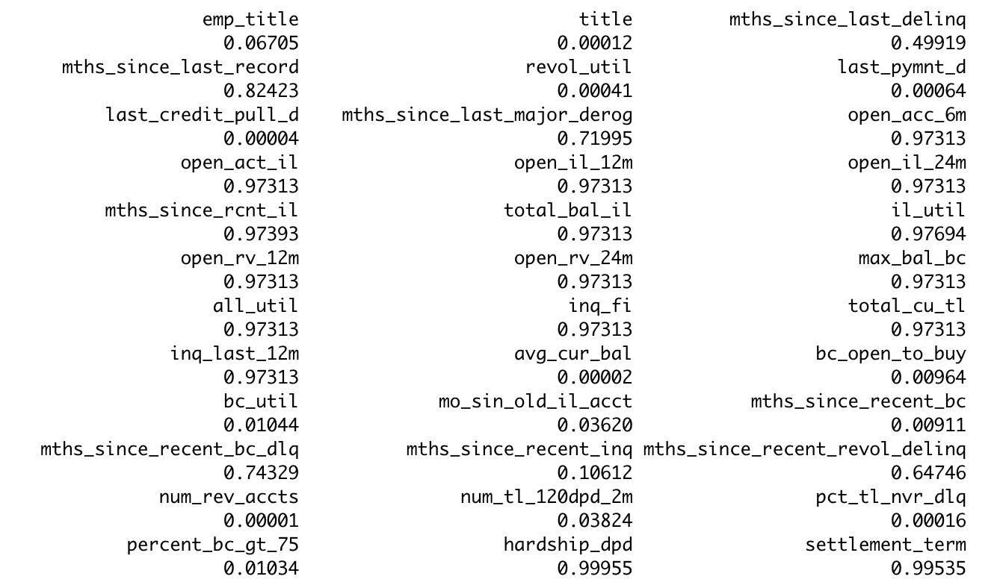 emp_title title mths_since_last_delinq
0.06705 0.00012 0.49919
mths_since_last_record revol_util last_pymnt_d
0.82423 0.00041 0.00064
last_credit_pull_d mths_since_last_major_derog open_acc_6m
0.00004 0.71995 0.97313
open_act_il open_il_12m open_il_24m
0.97313 0.97313 0.97313
mths_since_rcnt_il total_bal_il il_util
0.97393 0.97313 0.97694
open_rv_12m open_rv_24m max_bal_bc
0.97313 0.97313 0.97313
all_util inq_fi total_cu_tl
0.97313 0.97313 0.97313
inq_last_12m avg_cur_bal bc_open_to_buy
0.97313 0.00002 0.00964
bc_util mo_sin_old_il_acct mths_since_recent_bc
0.01044 0.03620 0.00911
mths_since_recent_bc_dlq mths_since_recent_inq mths_since_recent_revol_delinq
0.74329 0.10612 0.64746
num_rev_accts num_tl_120dpd_2m pct_tl_nvr_dlq
0.00001 0.03824 0.00016
percent_bc_gt_75 hardship_dpd settlement_term
0.01034 0.99955 0.99535